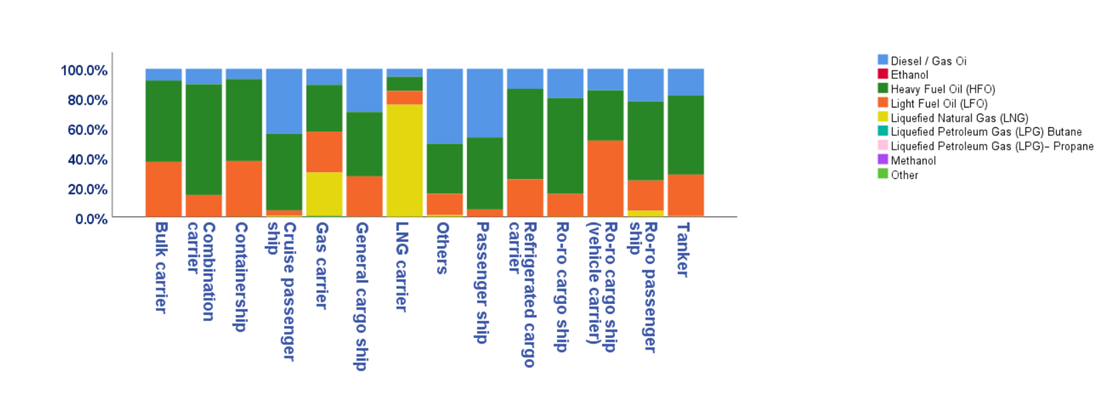 100.0%
80.0%
60.0%
40.0%
20.0%
0.0%
Bulk carrier
Combination
carrier
Containership
Cruise passenger
ship
Gas carrier
General cargo ship
LNG carrier
Others
Passenger ship
Refrigerated cargo
carrier
Ro-ro cargo ship
Ro-ro cargo ship
(vehicle carrier)
Ro-ro passenger
ship
Tanker
Diesel / Gas Oi
Ethanol
Heavy Fuel Oil (HFO)
Light Fuel Oil (LFO)
Liquefied Natural Gas (LNG)
Liquefied Petroleum Gas (LPG) Butane
Liquefied Petroleum Gas (LPG)– Propane
Methanol
Other